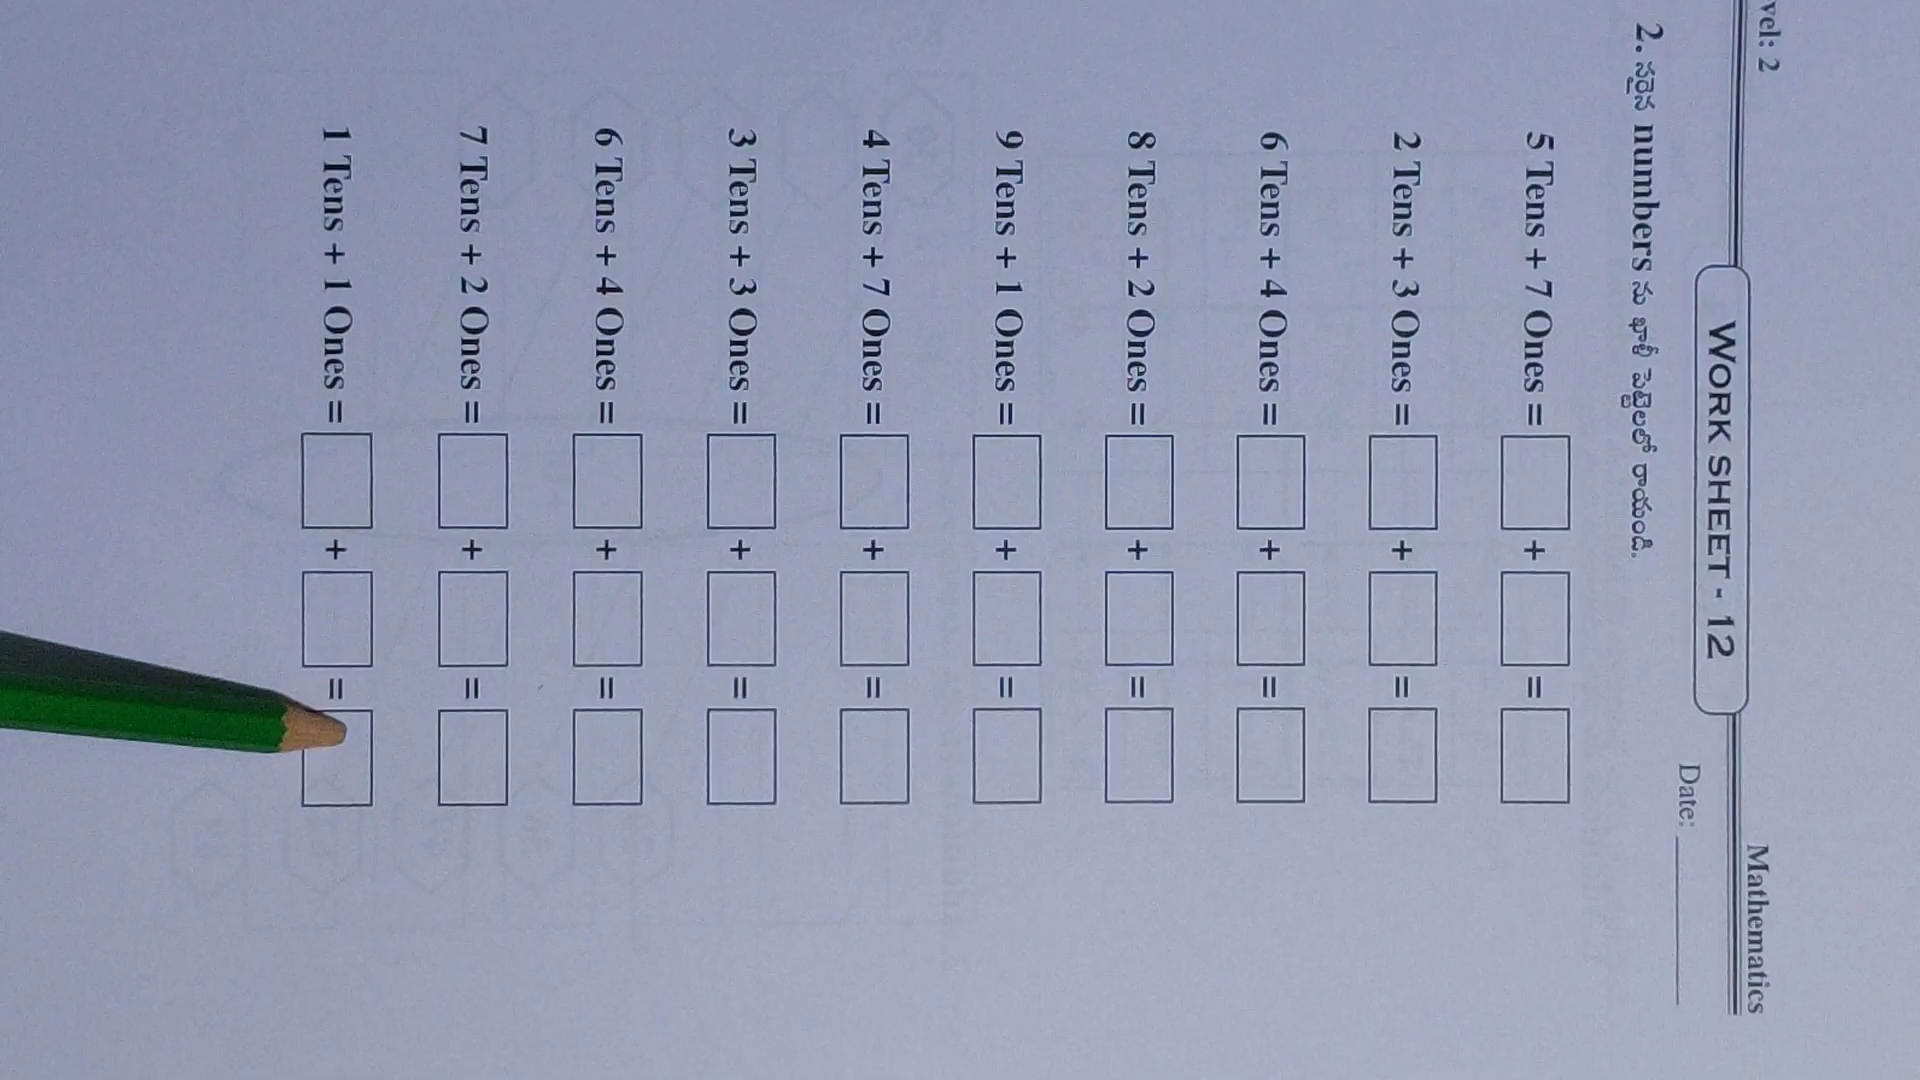 vel: 2
Mathematics
WORK SHEET - 12
Date:
2. సరైన numbers ను ఖాళీ పెట్టెలలో రాయండి.
5 Tens + 7 Ones = + =
2 Tens + 3 Ones = + =
6 Tens + 4 Ones = + =
8 Tens + 2 Ones = + =
9 Tens + 1 Ones = + =
4 Tens + 7 Ones = + =
3 Tens + 3 Ones = + =
6 Tens + 4 Ones = + =
7 Tens + 2 Ones = + =
1 Tens + 1 Ones = + =